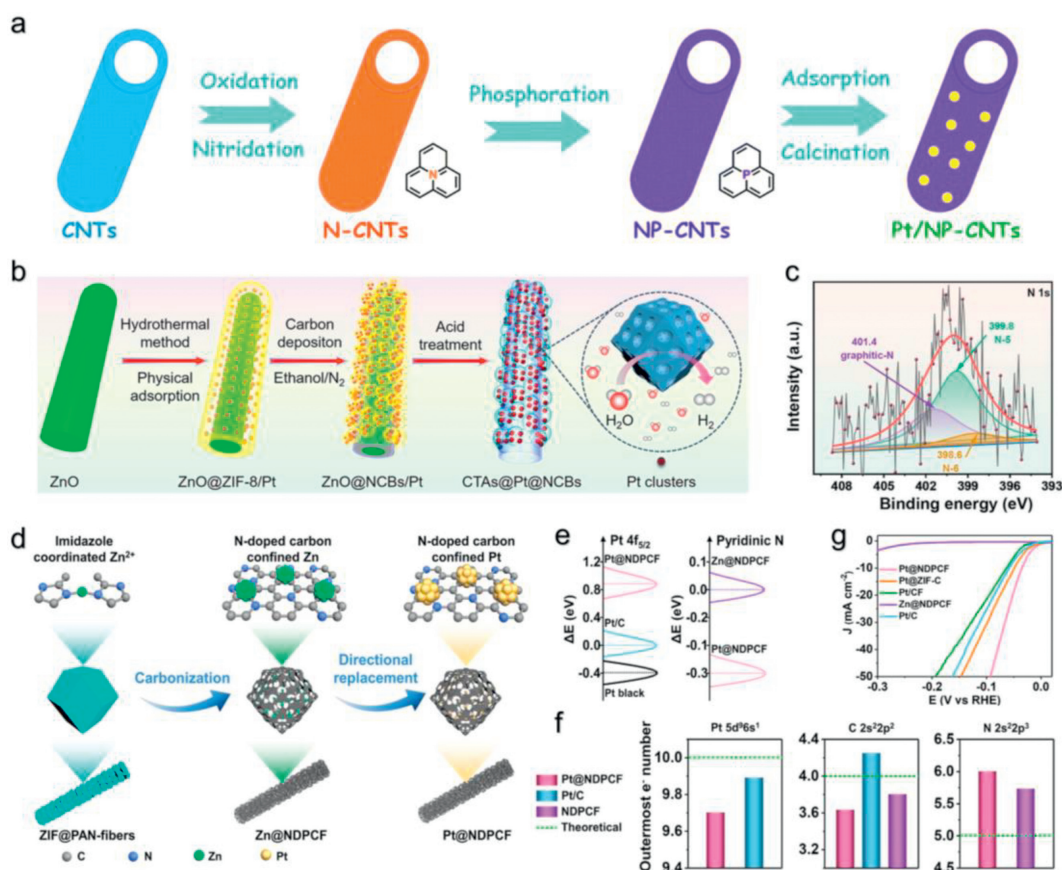 a
Oxidation
Nitridation
Phosphoration
Adsorption
Calcination
N
P
CNTs
N-CNTs
NP-CNTs
Pt/NP-CNTs
b
Hydrothermal
method
Physical
adsorption
Carbon
depositon
Ethanol/N₂
Acid
treatment
H₂O
H₂
ZnO
ZnO@ZIF-8/Pt
ZnO@NCBs/Pt
CTAs@Pt@NCBs
Pt clusters
c
N 1s
399.8
N-5
401.4
graphitic-N
398.6
N-6
Intensity (a.u.)
408 405 402 399 396 393
Binding energy (eV)
d
Imidazole
coordinated Zn²⁺
N-doped carbon
confined Zn
N-doped carbon
confined Pt
Carbonization
Directional
replacement
ZIF@PAN-fibers
Zn@NDPCF
Pt@NDPCF
C N Zn Pt
e
Pt 4f₅/₂
Pt@NDPCF
1.2
0.8
Pt/C
0.0
-0.4
Pt black
ΔE (eV)
Pyridinic N
Zn@NDPCF
0.1
0.0
-0.2
-0.1
Pt@NDPCF
-0.3
ΔE (eV)
g
0
-10
-20
-30
-40
-50
J (mA cm⁻²)
Pt@NDPCF
Pt@ZIF-C
Pt/CF
Zn@NDPCF
Pt/C
-0.3 -0.2 -0.1 0.0
E (V vs RHE)
f
Pt@NDPCF
Pt/C
NDPCF
Theoretical
Outermost e⁻ number
Pt 5d⁹6s¹
10.0
9.8
9.6
9.4
C 2s²2p²
4.4
4.0
3.6
3.2
N 2s²2p³
6.5
6.0
5.5
5.0
4.5